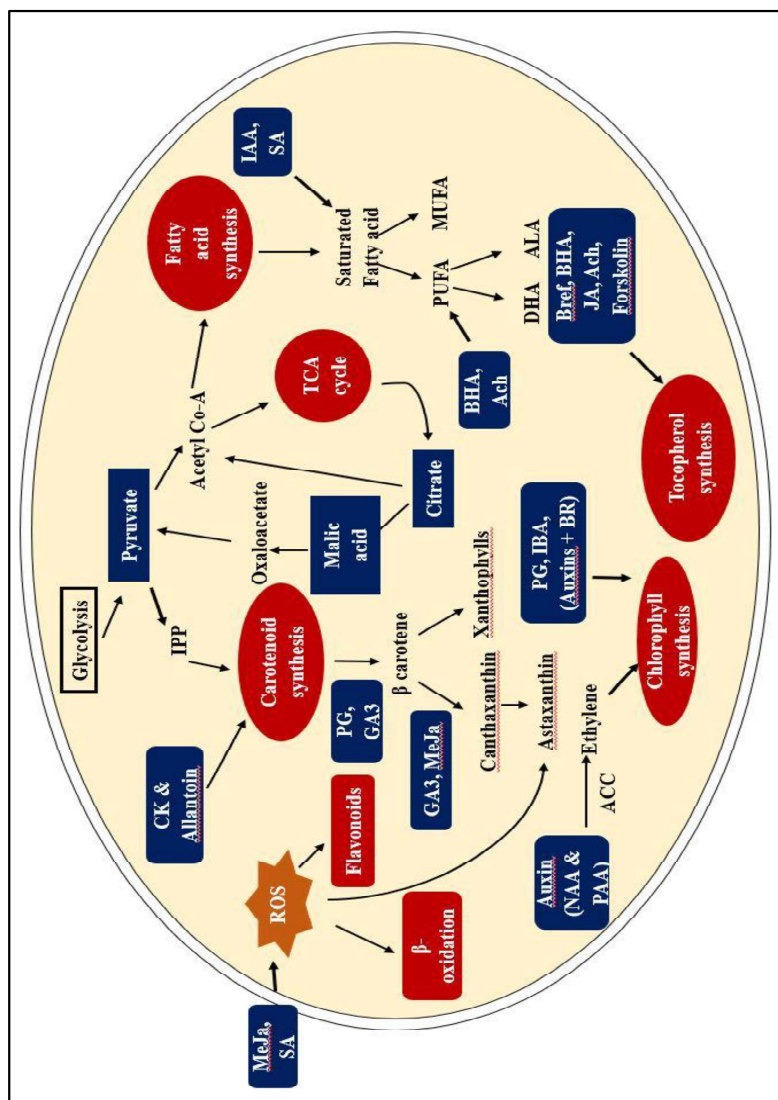 Glycolysis
Pyruvate
IPP
Acetyl Co-A
Fatty acid
synthesis
IAA,
SA
CK &
Allantoin
Carotenoid
synthesis
Oxaloacetate
Malic
acid
TCA
cycle
Citrate
Saturated
Fatty acid
PUFA
MUFA
BHA,
Ach
DHA
ALA
Bref, BHA,
JA, Ach,
Forskolin
Tocopherol
synthesis
MeJa,
SA
ROS
Flavonoids
β-
oxidation
PG,
GA3
β carotene
GA3, MeJa
Canthaxanthin
Xanthophylls
Astaxanthin
PG, IBA,
(Auxins + BR)
Auxin
(NAA &
PAA)
ACC
Ethylene
Chlorophyll
synthesis